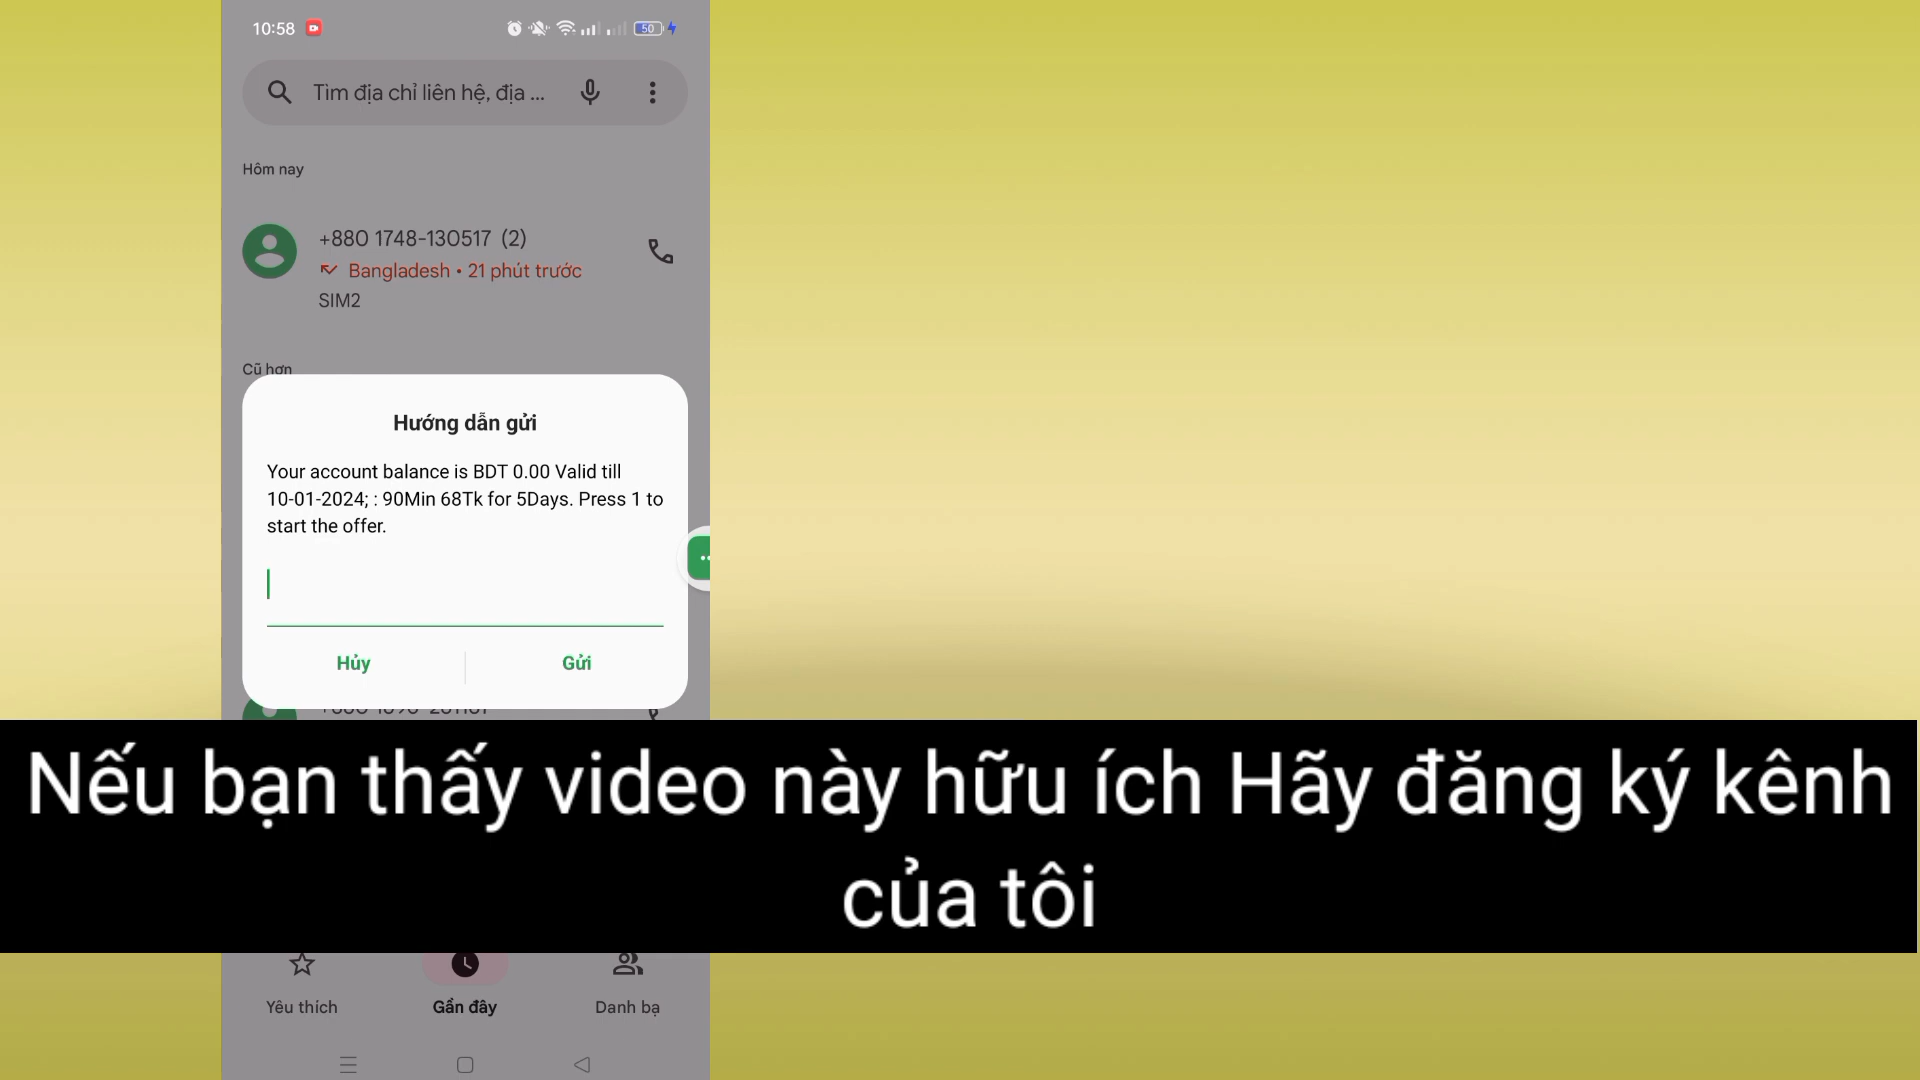 10:58
50
Tìm địa chỉ liên hệ, địa ...
Hôm nay
+880 1748-130517 (2)
Bangladesh • 21 phút trước
SIM2
Cũ hơn
Hướng dẫn gửi
Your account balance is BDT 0.00 Valid till
10-01-2024; : 90Min 68Tk for 5Days. Press 1 to
start the offer.
Hủy
Gửi
Nếu bạn thấy video này hữu ích Hãy đăng ký kênh
của tôi
Yêu thích
Gần đây
Danh bạ